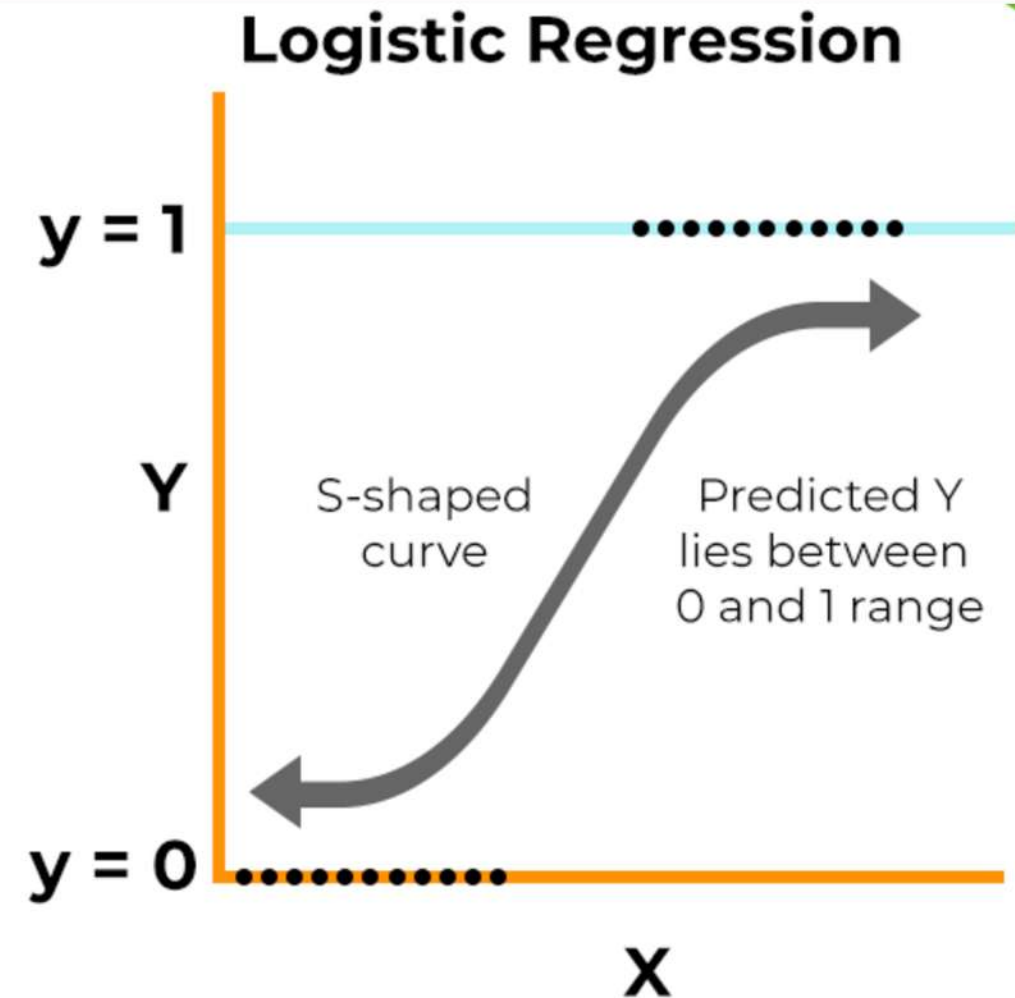 Logistic Regression
y = 1
Y
S-shaped
curve
Predicted Y
lies between
0 and 1 range
y = 0
X